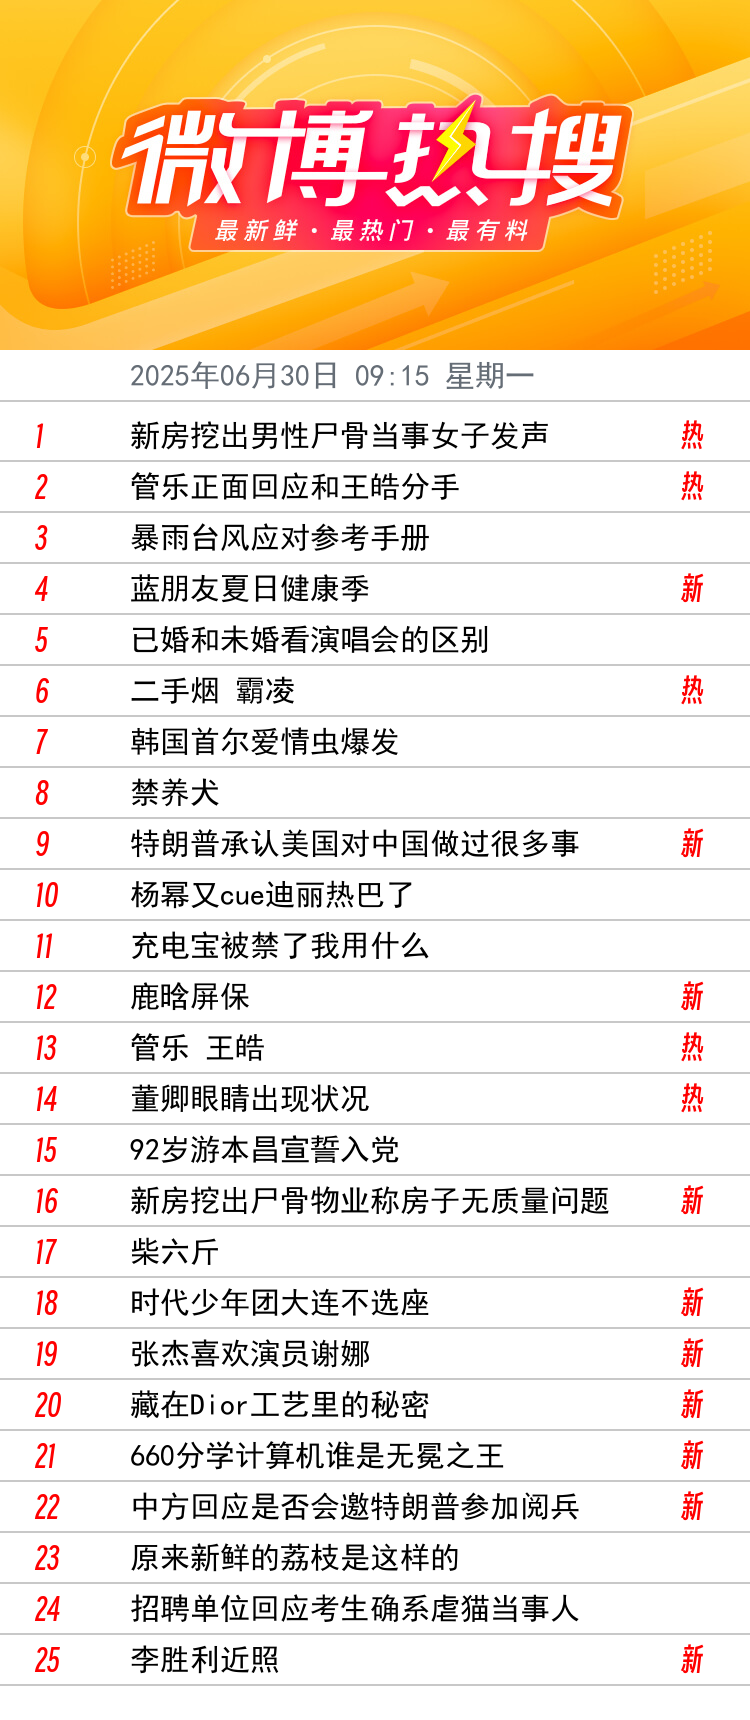 微博热搜
最新鲜·最热门·最有料
2025年06月30日 09:15 星期一
1 新房挖出男性尸骨当事女子发声 热
2 管乐正面回应和王皓分手 热
3 暴雨台风应对参考手册
4 蓝朋友夏日健康季 新
5 已婚和未婚看演唱会的区别
6 二手烟 霸凌 热
7 韩国首尔爱情虫爆发
8 禁养犬
9 特朗普承认美国对中国做过很多事 新
10 杨幂又cue迪丽热巴了
11 充电宝被禁了我用什么
12 鹿晗屏保 新
13 管乐 王皓 热
14 董卿眼睛出现状况 热
15 92岁游本昌宣誓入党
16 新房挖出尸骨物业称房子无质量问题 新
17 柴六斤
18 时代少年团大连不选座 新
19 张杰喜欢演员谢娜 新
20 藏在Dior工艺里的秘密 新
21 660分学计算机谁是无冕之王 新
22 中方回应是否会邀特朗普参加阅兵 新
23 原来新鲜的荔枝是这样的
24 招聘单位回应考生确系虐猫当事人
25 李胜利近照 新